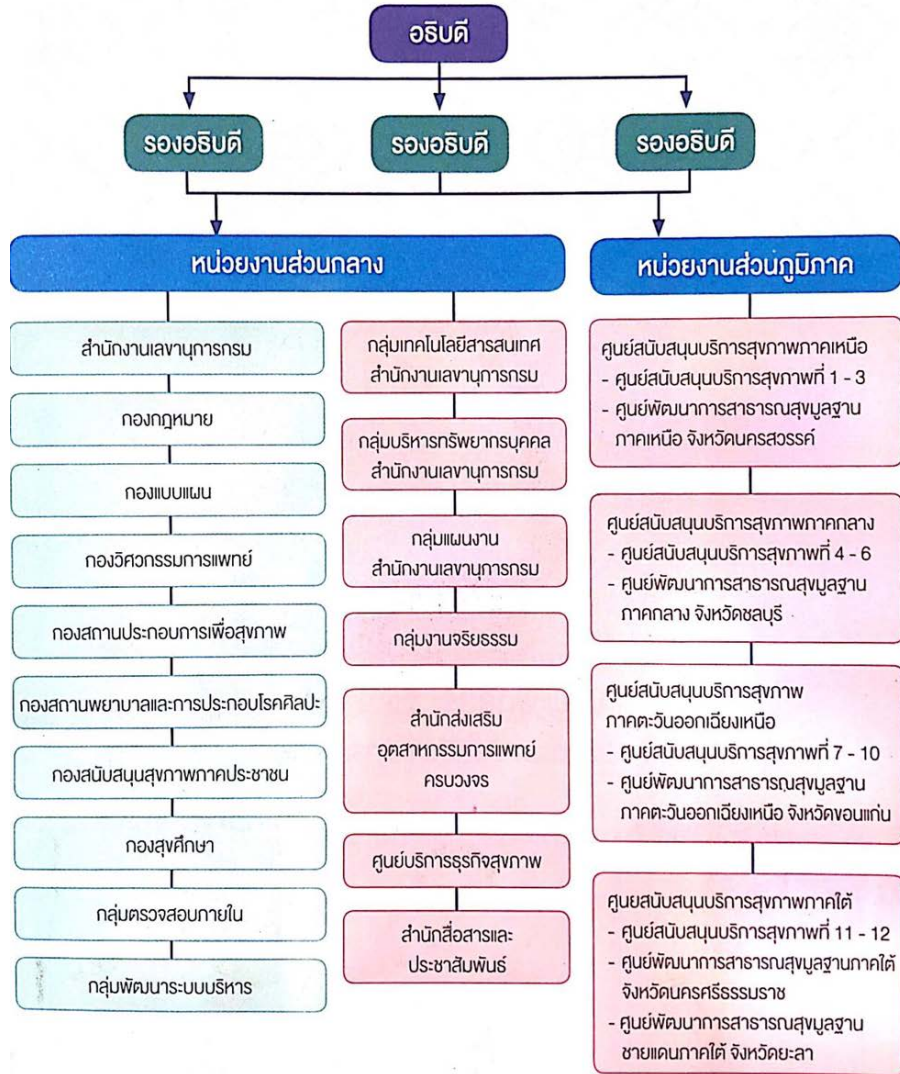 อธิบดี
รองอธิบดี
รองอธิบดี
รองอธิบดี
หน่วยงานส่วนกลาง
สำนักงานเลขานุการกรม
กองกฎหมาย
กองแบบแผน
กองวิศวกรรมการแพทย์
กองสถานประกอบการเพื่อสุขภาพ
กองสถานพยาบาลและการประกอบโรคศิลปะ
กองสนับสนุนสุขภาพภาคประชาชน
กองสุขศึกษา
กลุ่มตรวจสอบภายใน
กลุ่มพัฒนาระบบบริหาร
กลุ่มเทคโนโลยีสารสนเทศ
สำนักงานเลขานุการกรม
กลุ่มบริหารทรัพยากรบุคคล
สำนักงานเลขานุการกรม
กลุ่มแผนงาน
สำนักงานเลขานุการกรม
กลุ่มงานจริยธรรม
สำนักส่งเสริม
อุตสาหกรรมการแพทย์
ครบวงจร
ศูนย์บริการธุรกิจสุขภาพ
สำนักสื่อสารและ
ประชาสัมพันธ์
หน่วยงานส่วนภูมิภาค
ศูนย์สนับสนุนบริการสุขภาพภาคเหนือ
- ศูนย์สนับสนุนบริการสุขภาพที่ 1 - 3
- ศูนย์พัฒนาการสาธารณสุขมูลฐาน
ภาคเหนือ จังหวัดนครสวรรค์
ศูนย์สนับสนุนบริการสุขภาพภาคกลาง
- ศูนย์สนับสนุนบริการสุขภาพที่ 4 - 6
- ศูนย์พัฒนาการสาธารณสุขมูลฐาน
ภาคกลาง จังหวัดชลบุรี
ศูนย์สนับสนุนบริการสุขภาพ
ภาคตะวันออกเฉียงเหนือ
- ศูนย์สนับสนุนบริการสุขภาพที่ 7 - 10
- ศูนย์พัฒนาการสาธารณสุขมูลฐาน
ภาคตะวันออกเฉียงเหนือ จังหวัดขอนแก่น
ศูนยสนับสนุนบริการสุขภาพภาคใต้
- ศูนย์สนับสนุนบริการสุขภาพที่ 11 - 12
- ศูนย์พัฒนาการสาธารณสุขมูลฐานภาคใต้
จังหวัดนครศรีธรรมราช
- ศูนย์พัฒนาการสาธารณสุขมูลฐาน
ชายแดนภาคใต้ จังหวัดยะลา